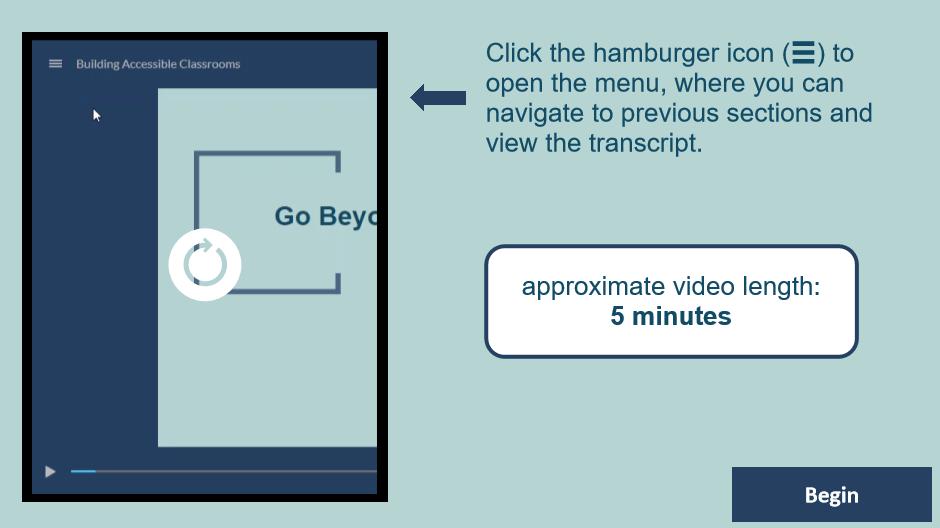 Building Accessible Classrooms
Go Beyo
Click the hamburger icon (☰) to
open the menu, where you can
navigate to previous sections and
view the transcript.
approximate video length:
5 minutes
Begin